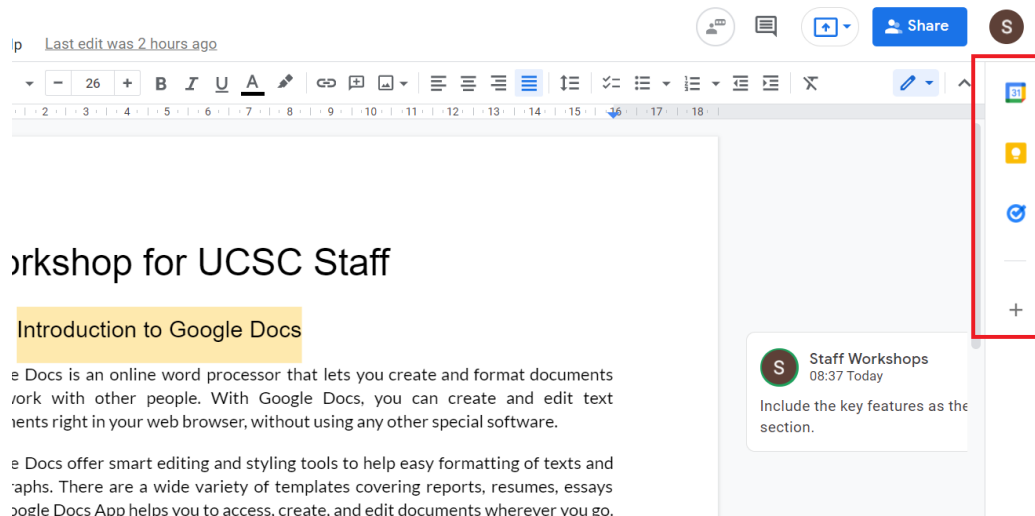 Last edit was 2 hours ago
Share
S
26
B I U A
2 3 4 5 6 7 8 9 10 11 12 13 14 15 16 17 18
31
orkshop for UCSC Staff
Introduction to Google Docs
e Docs is an online word processor that lets you create and format documents
work with other people. With Google Docs, you can create and edit text
ments right in your web browser, without using any other special software.
S
Staff Workshops
08:37 Today
Include the key features as the
section.
e Docs offer smart editing and styling tools to help easy formatting of texts and
raphs. There are a wide variety of templates covering reports, resumes, essays
oogle Docs App helps you to access, create, and edit documents wherever you go.